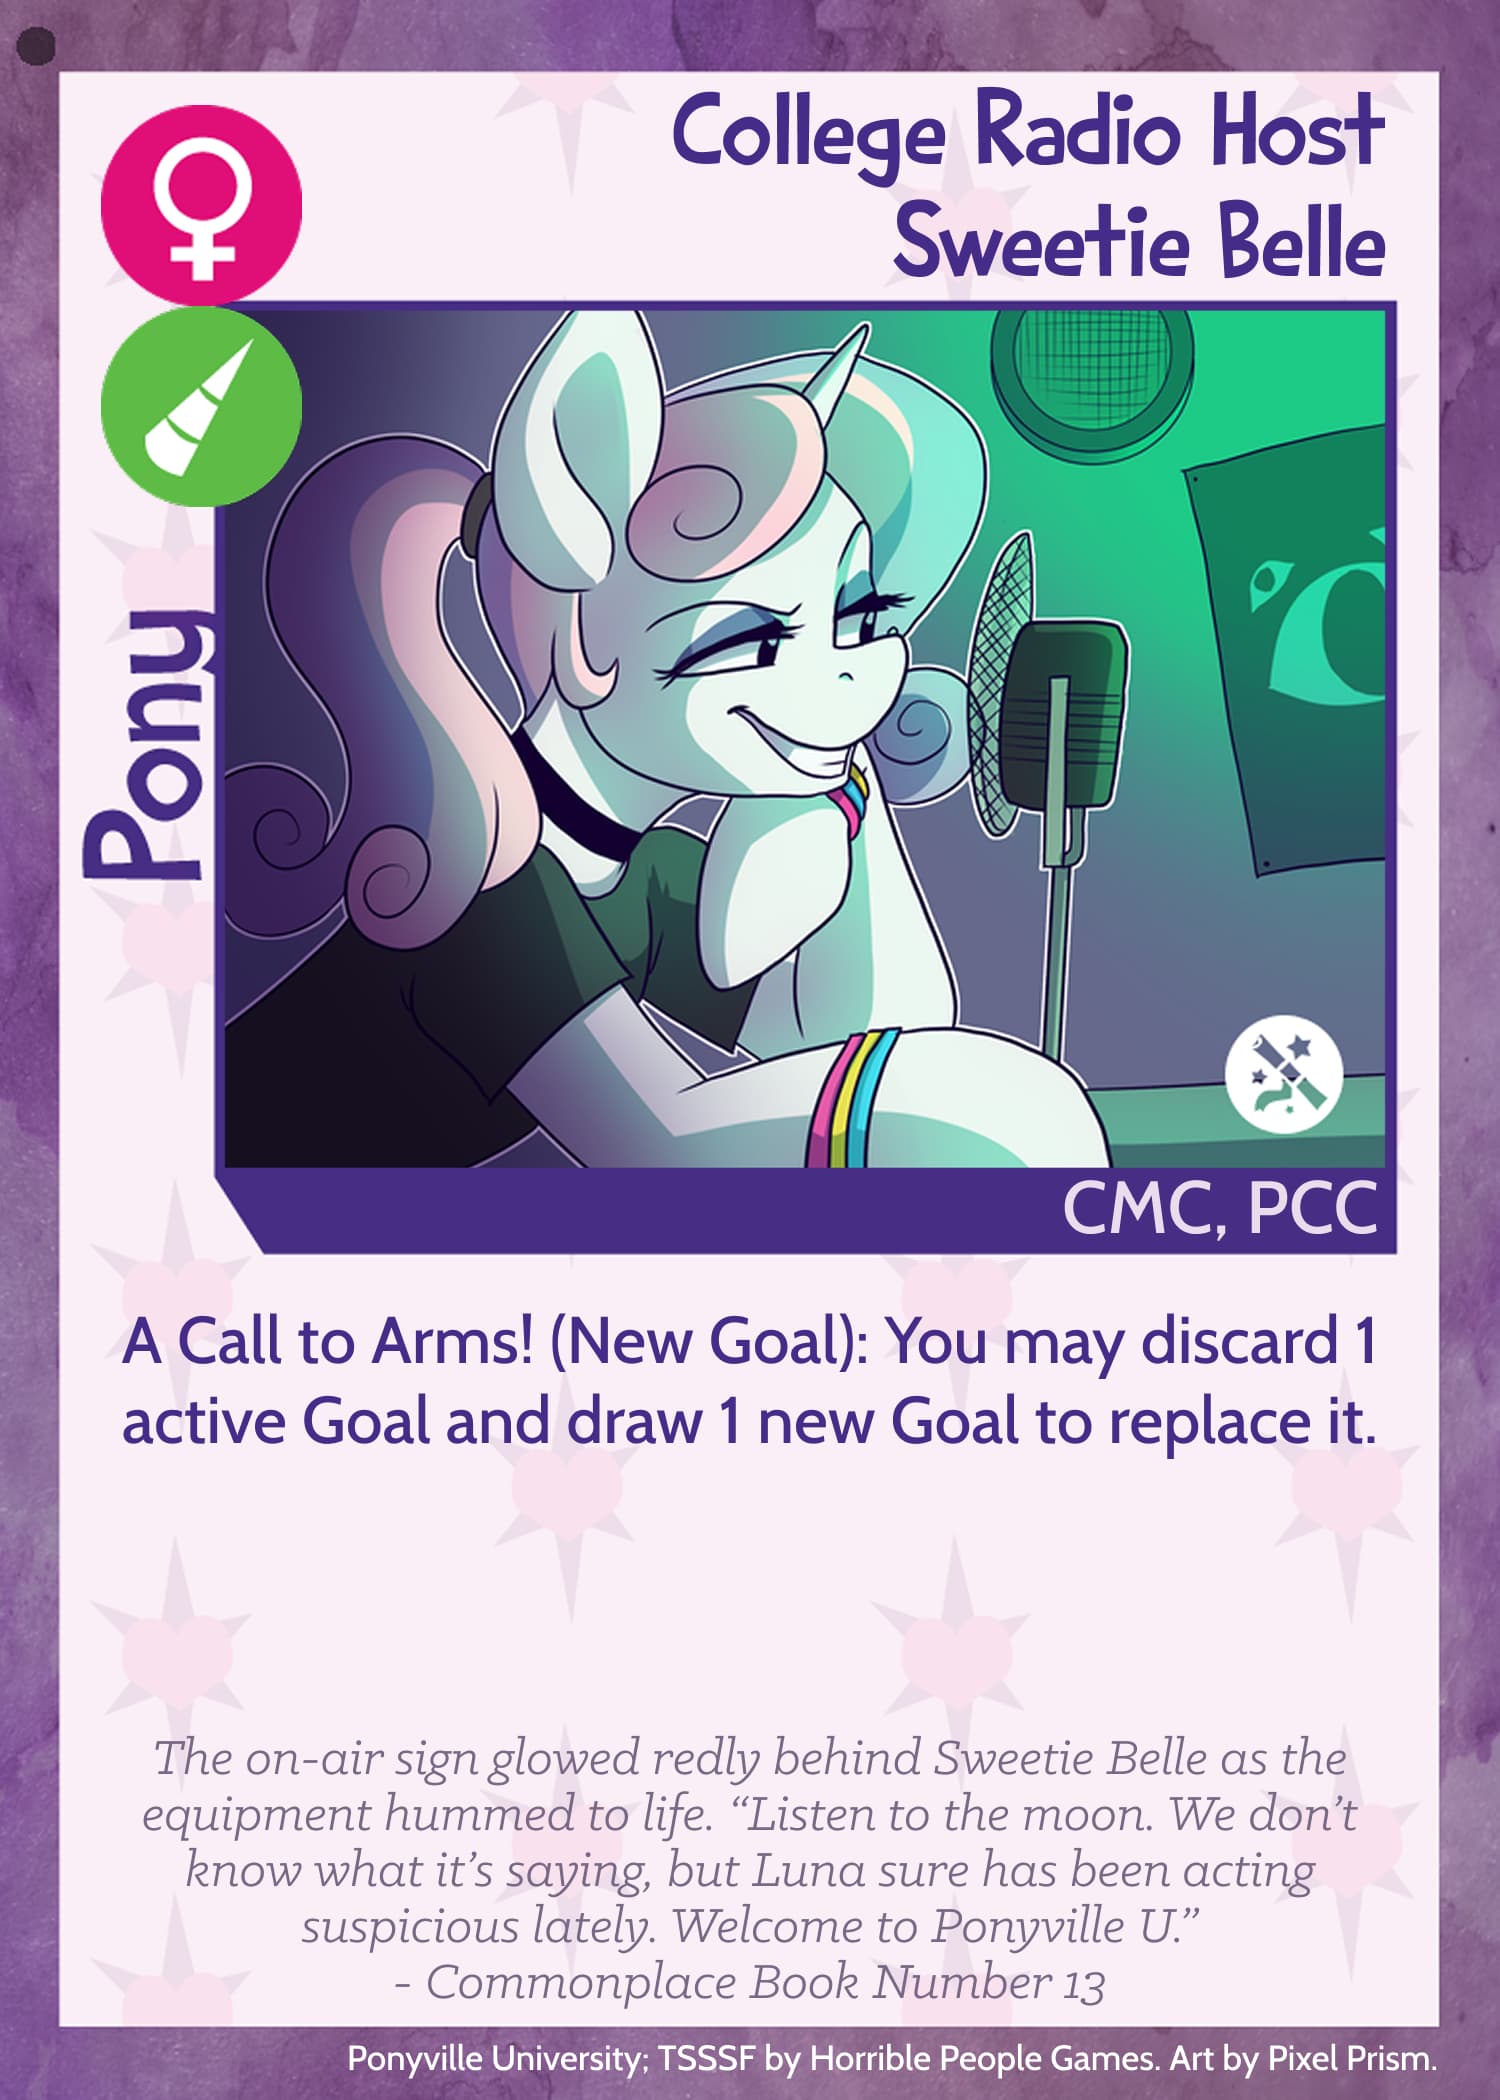 College Radio Host
Sweetie Belle
Pony
CMC, PCC
A Call to Arms! (New Goal): You may discard 1
active Goal and draw 1 new Goal to replace it.
The on-air sign glowed redly behind Sweetie Belle as the
equipment hummed to life. “Listen to the moon. We don’t
know what it’s saying, but Luna sure has been acting
suspicious lately. Welcome to Ponyville U.”
- Commonplace Book Number 13
Ponyville University; TSSSF by Horrible People Games. Art by Pixel Prism.